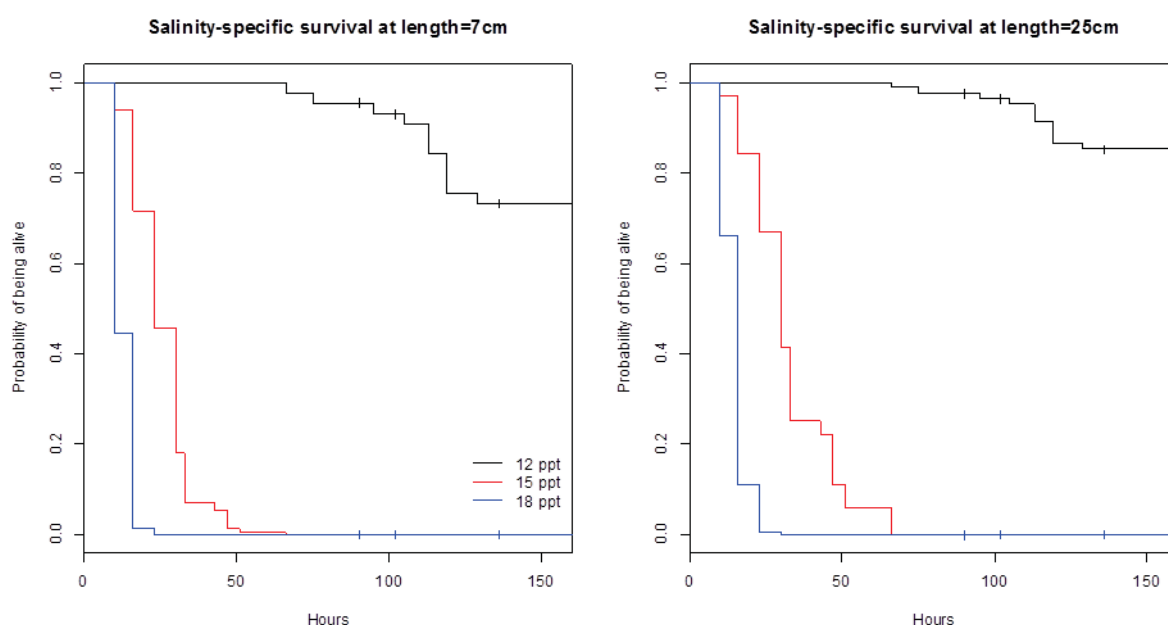 Salinity-specific survival at length=7cm
Probability of being alive
1.0
0.8
0.6
0.4
0.2
0.0
12 ppt
15 ppt
18 ppt
0 50 100 150
Hours
Salinity-specific survival at length=25cm
Probability of being alive
1.0
0.8
0.6
0.4
0.2
0.0
0 50 100 150
Hours